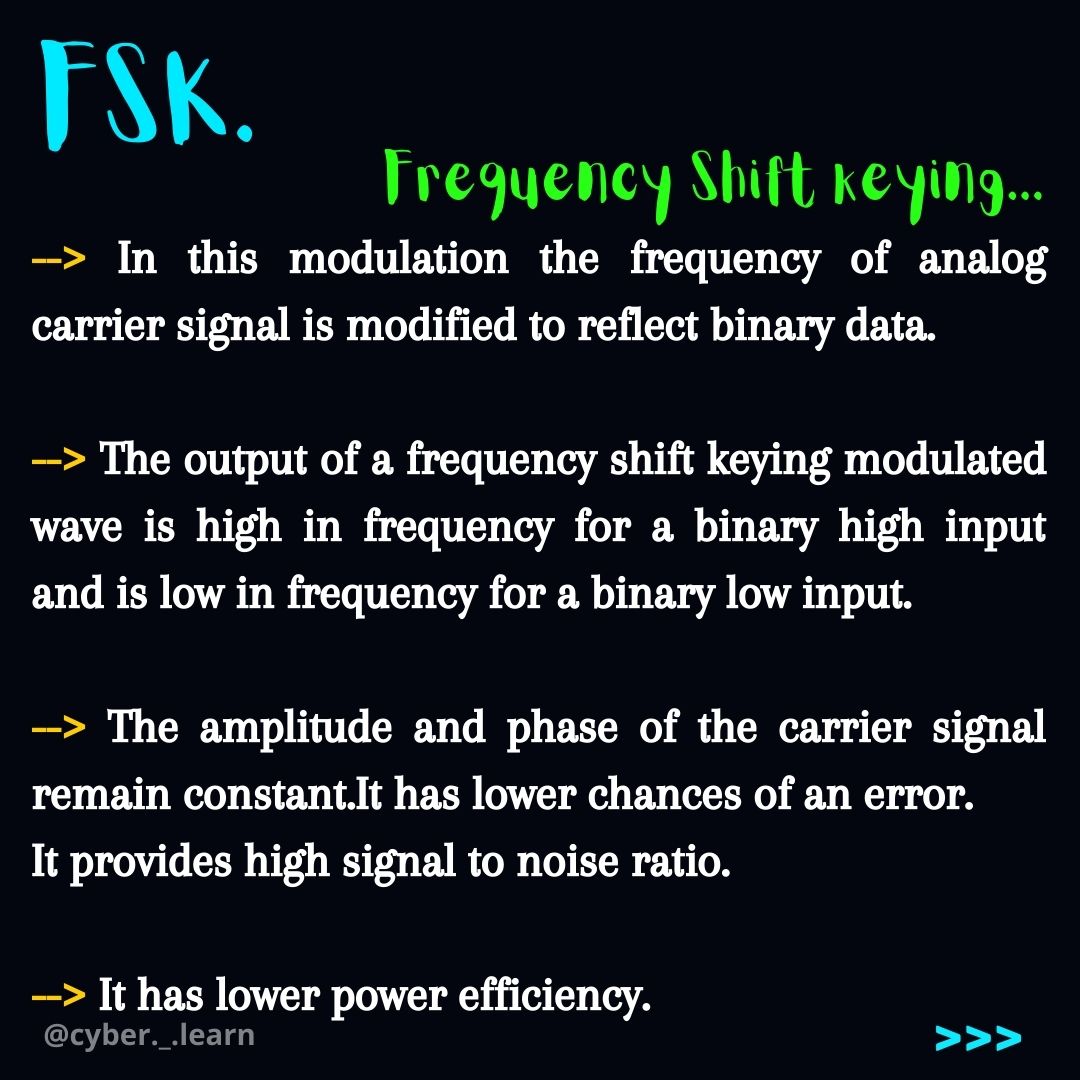 FSK.
Frequency Shift keying...
--> In this modulation the frequency of analog
carrier signal is modified to reflect binary data.
--> The output of a frequency shift keying modulated
wave is high in frequency for a binary high input
and is low in frequency for a binary low input.
--> The amplitude and phase of the carrier signal
remain constant.It has lower chances of an error.
It provides high signal to noise ratio.
--> It has lower power efficiency.
@cyber._.learn
>>>